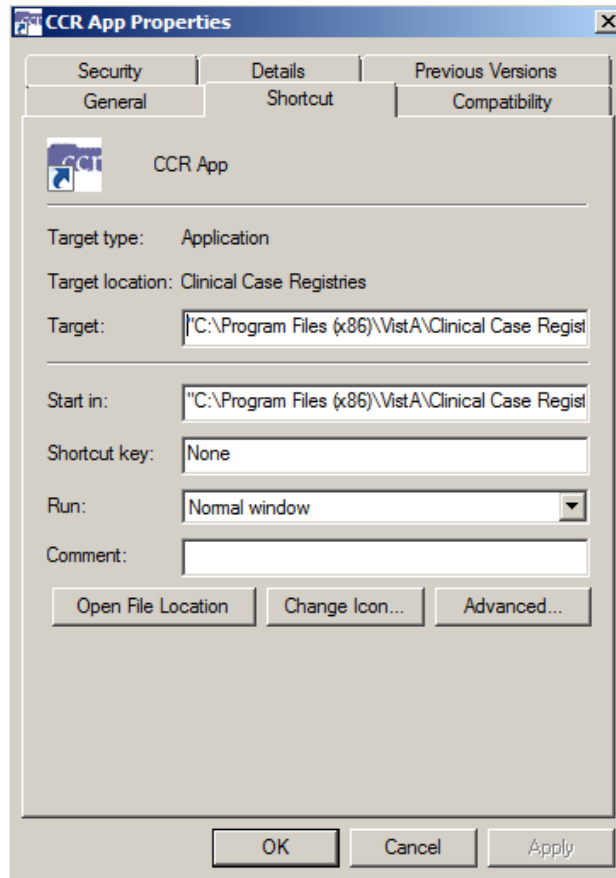 CCR App Properties
Security Details Previous Versions
General Shortcut Compatibility
CCR App
Target type: Application
Target location: Clinical Case Registries
Target: "C:\Program Files (x86)\VistA\Clinical Case Regist
Start in: "C:\Program Files (x86)\VistA\Clinical Case Regist
Shortcut key: None
Run: Normal window
Comment:
Open File Location Change Icon... Advanced...
OK Cancel Apply